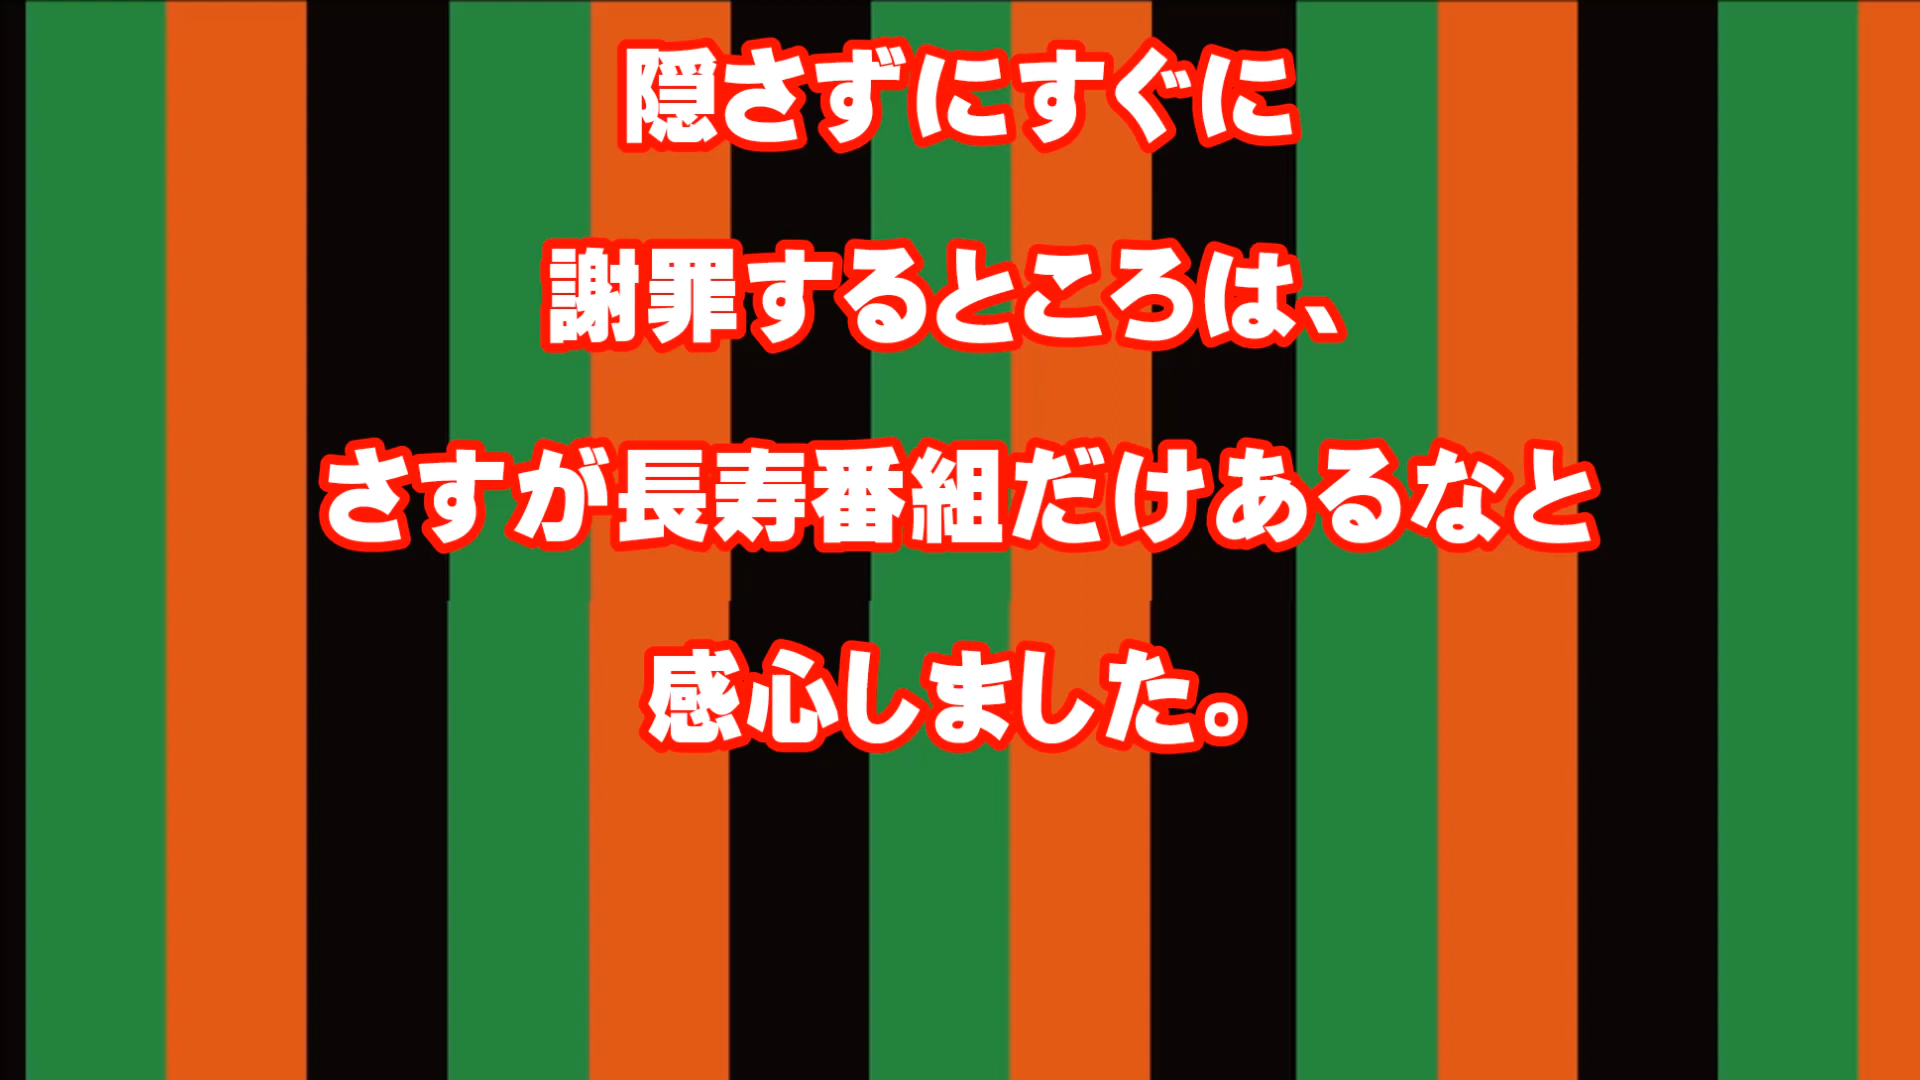 隠さずにすぐに
謝罪するところは、
さすが長寿番組だけあるなと
感心しました。